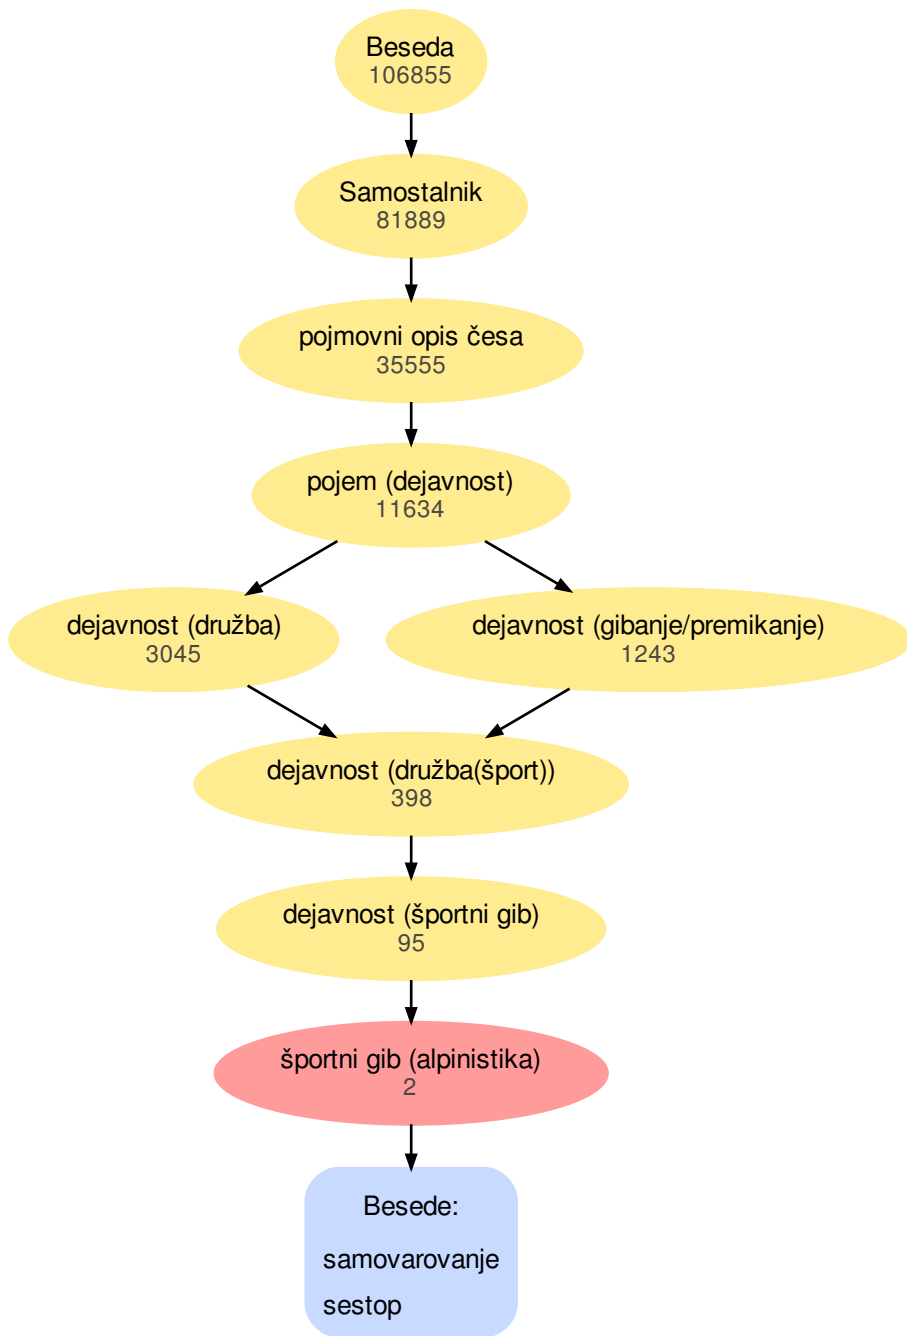 Beseda
106855
Samostalnik
81889
pojmovni opis česa
35555
pojem (dejavnost)
11634
dejavnost (družba)
3045
dejavnost (gibanje/premikanje)
1243
dejavnost (družba(šport))
398
dejavnost (športni gib)
95
športni gib (alpinistika)
2
Besede:
samovarovanje
sestop